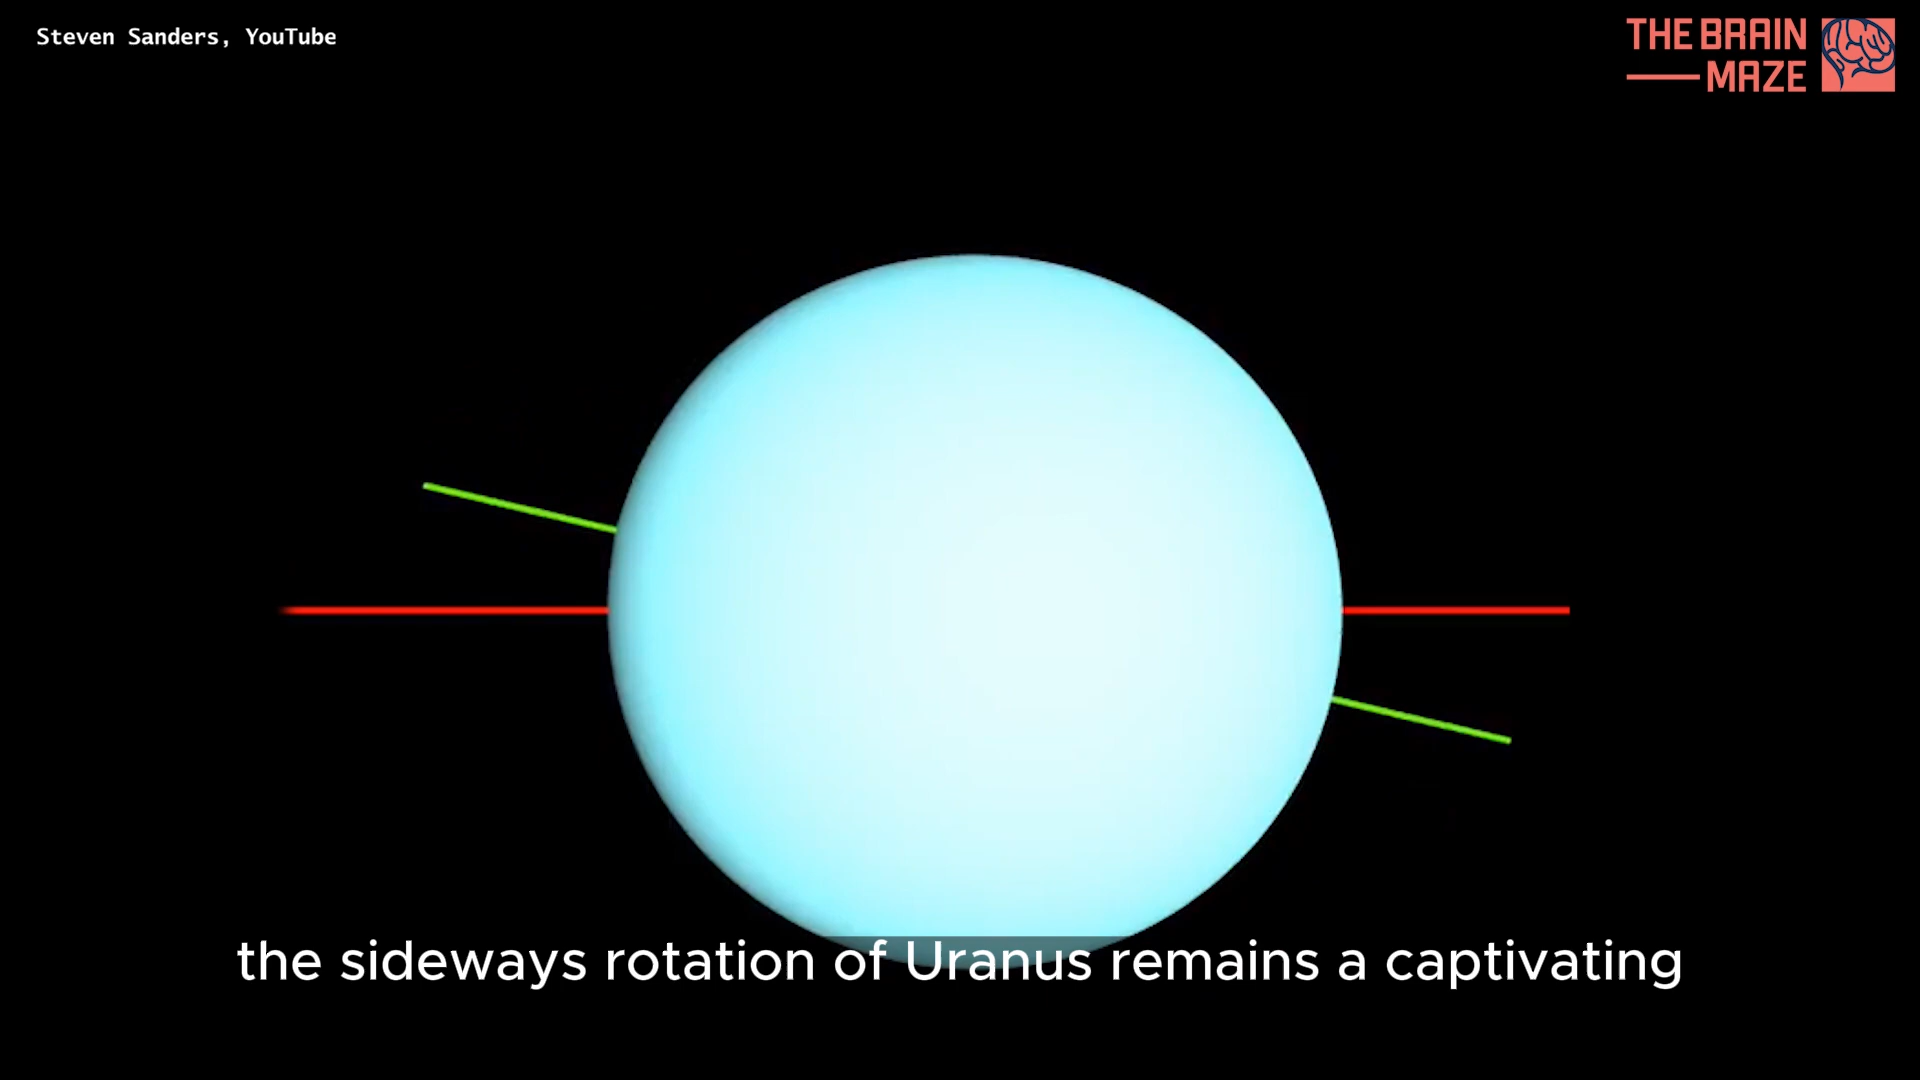 Steven Sanders, YouTube
THE BRAIN
MAZE
the sideways rotation of Uranus remains a captivating